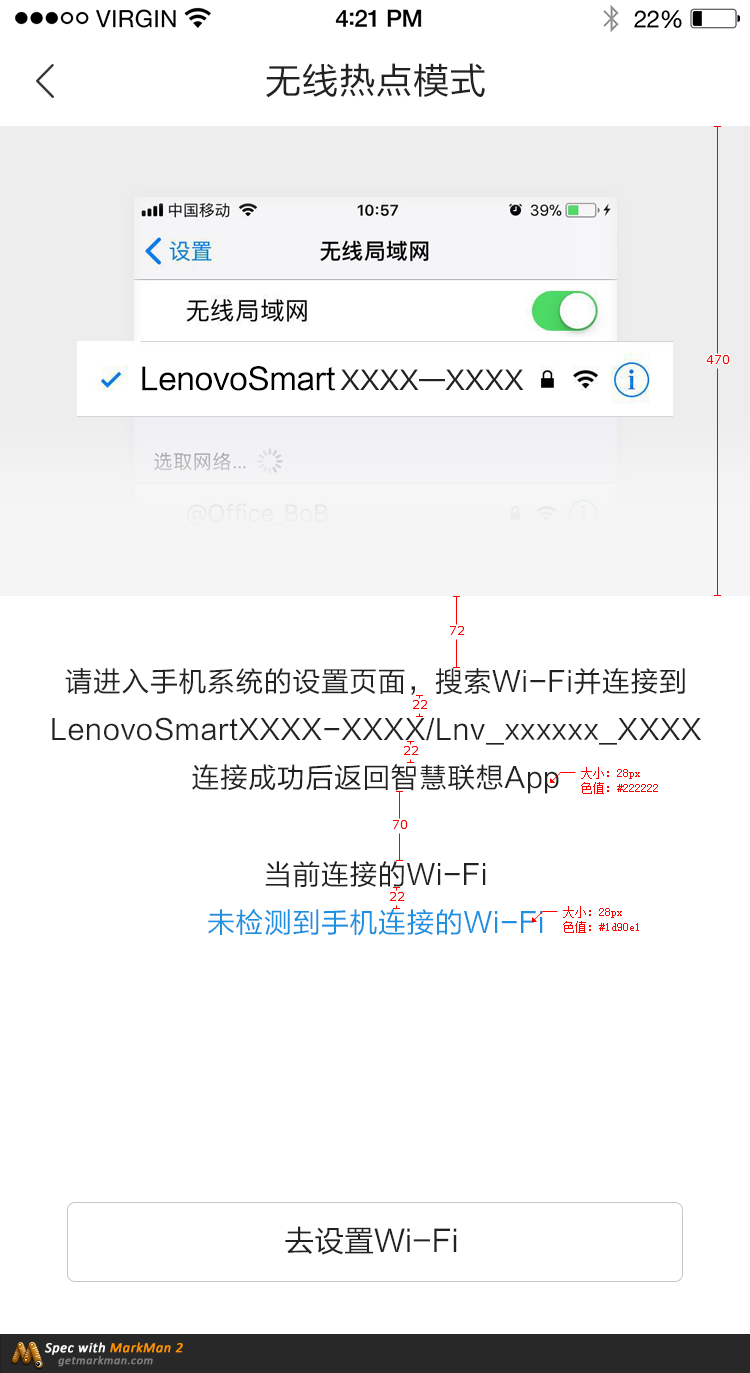 VIRGIN 4:21 PM 22%
无线热点模式
中国移动 10:57 39%
设置 无线局域网
无线局域网
470
LenovoSmart XXXX—XXXX
选取网络...
@Office_BoB
72
请进入手机系统的设置页面，搜索Wi-Fi并连接到
22
LenovoSmartXXXX-XXXX/Lnv_xxxxxx_XXXX
22
连接成功后返回智慧联想App
大小: 28px
色值: #222222
70
当前连接的Wi-Fi
22
未检测到手机连接的Wi-Fi
大小: 28px
色值: #1d90e1
去设置Wi-Fi
Spec with MarkMan 2
getmarkman.com